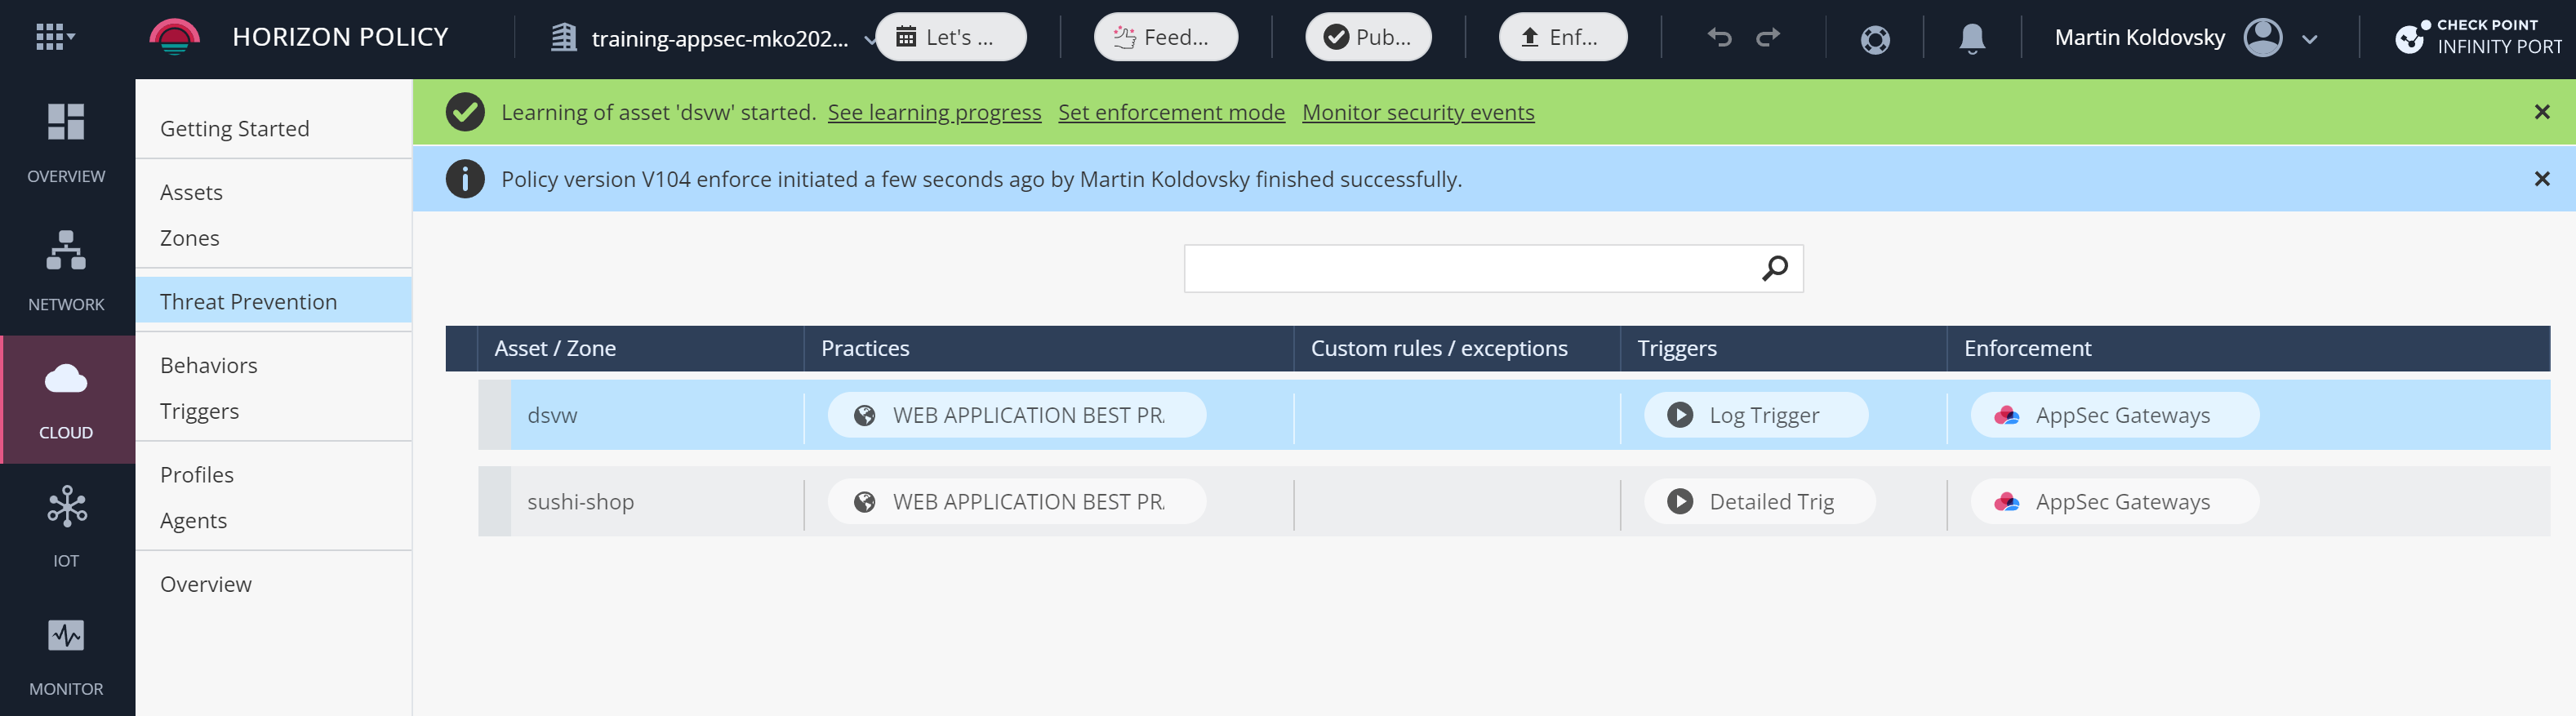 HORIZON POLICY
training-appsec-mko202...
Let's ...
Feed...
Pub...
Enf...
Martin Koldovsky
CHECK POINT
INFINITY PORT
OVERVIEW
NETWORK
CLOUD
IOT
MONITOR
Getting Started
Assets
Zones
Threat Prevention
Behaviors
Triggers
Profiles
Agents
Overview
Learning of asset 'dsvw' started. See learning progress Set enforcement mode Monitor security events
Policy version V104 enforce initiated a few seconds ago by Martin Koldovsky finished successfully.
Asset / Zone Practices Custom rules / exceptions Triggers Enforcement
dsvw WEB APPLICATION BEST PR Log Trigger AppSec Gateways
sushi-shop WEB APPLICATION BEST PR Detailed Trig AppSec Gateways